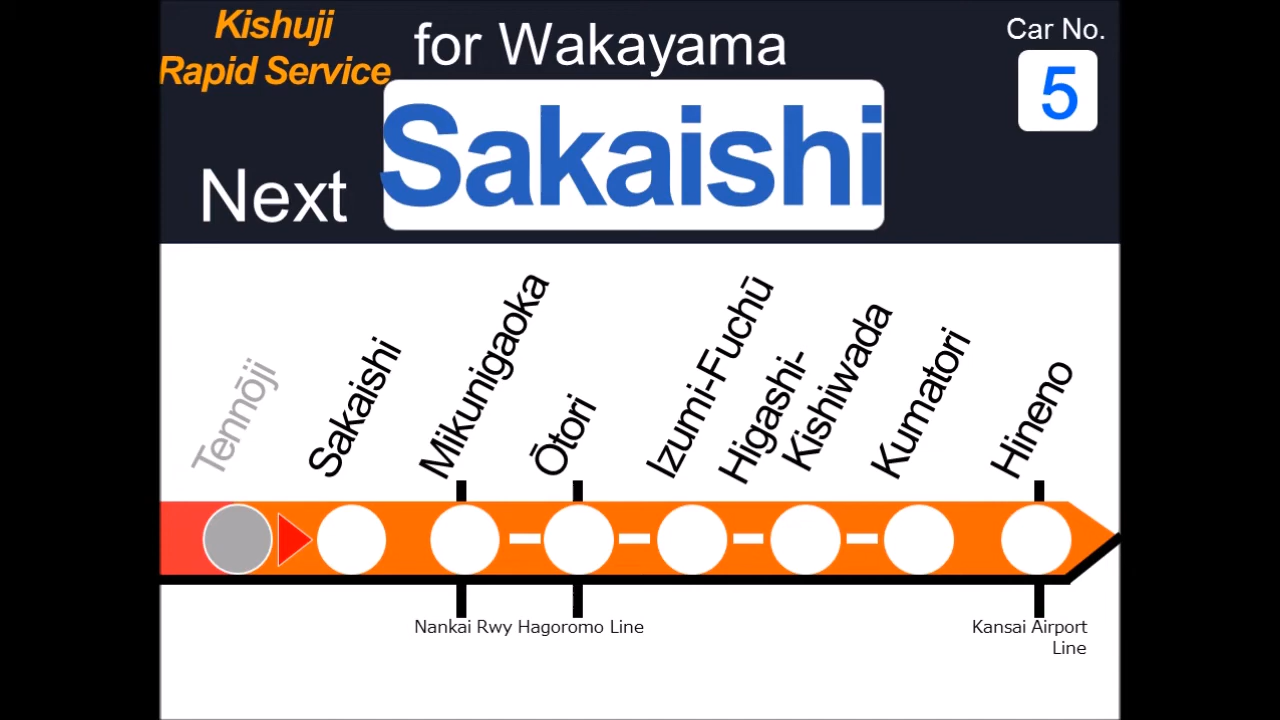 Kishuji
Rapid Service
for Wakayama
Car No.
5
Next
Sakaishi
Tennōji
Sakaishi
Mikunigaoka
Ōtori
Izumi-Fuchū
Higashi-
Kishiwada
Kumatori
Hineno
Nankai Rwy Hagoromo Line
Kansai Airport
Line